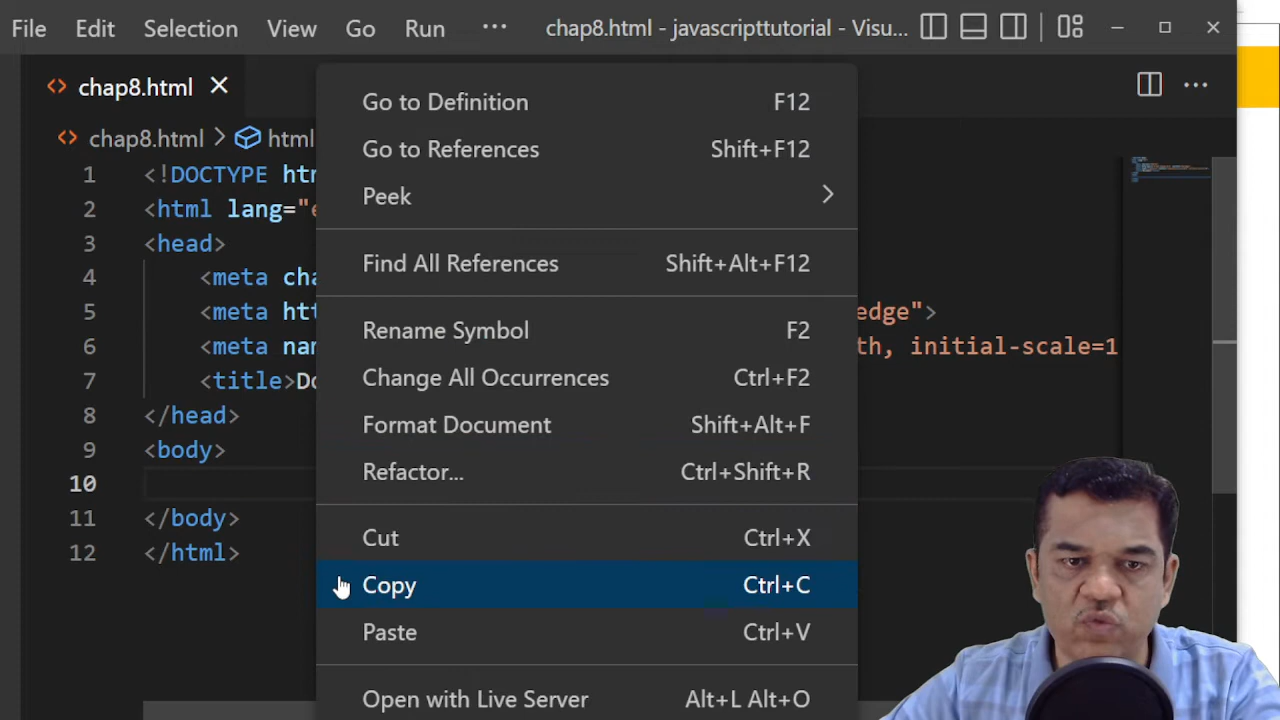 File Edit Selection View Go Run ... chap8.html - javascripttutorial - Visu...
chap8.html
chap8.html > html
Go to Definition F12
Go to References Shift+F12
Peek
Find All References Shift+Alt+F12
Rename Symbol F2
Change All Occurrences Ctrl+F2
Format Document Shift+Alt+F
Refactor... Ctrl+Shift+R
Cut Ctrl+X
Copy Ctrl+C
Paste Ctrl+V
Open with Live Server Alt+L Alt+O
1 <!DOCTYPE htm
2 <html lang="e
3 <head>
4 <meta cha
5 <meta htt edge">
6 <meta nam th, initial-scale=1
7 <title>Do
8 </head>
9 <body>
10
11 </body>
12 </html>